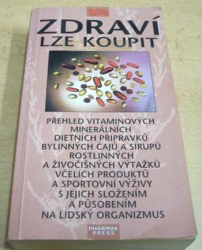 ZDRAVÍ
LZE KOUPIT
PŘEHLED VITAMINOVÝCH
MINERÁLNÍCH
DIETNÍCH PŘÍPRAVKŮ
BYLINNÝCH ČAJŮ A SIRUPŮ
ROSTLINNÝCH
A ŽIVOČIŠNÝCH VÝTAŽKŮ
VČELÍCH PRODUKTŮ
A SPORTOVNÍ VÝŽIVY
S JEJICH SLOŽENÍM
A PŮSOBENÍM
NA LIDSKÝ ORGANIZMUS
PHARMAX
PRESS